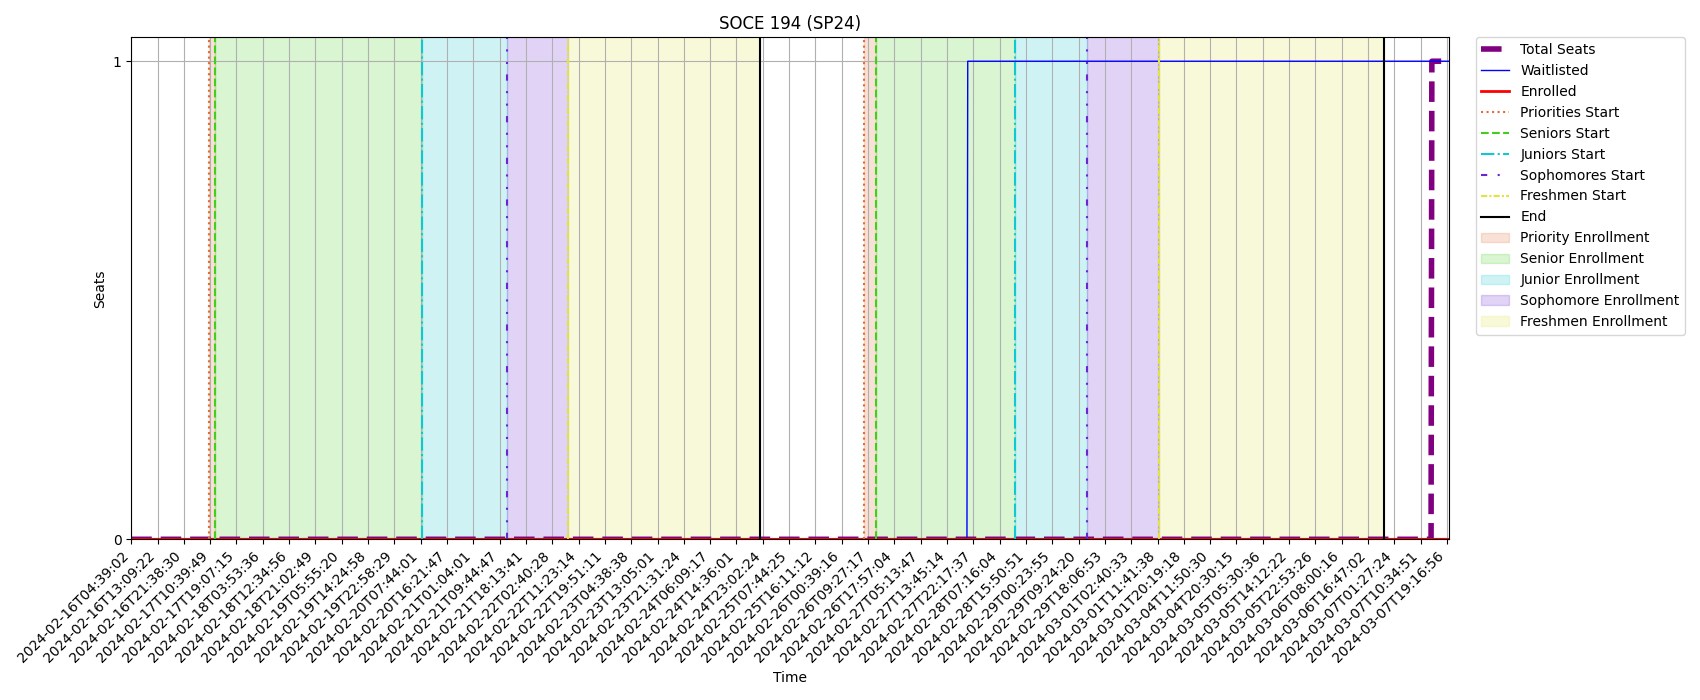 SOCE 194 (SP24)
1
0
Seats
2024-02-16T04:39:02
2024-02-16T13:09:22
2024-02-16T21:38:30
2024-02-17T10:39:49
2024-02-17T19:07:15
2024-02-18T03:53:36
2024-02-18T12:34:56
2024-02-18T21:02:49
2024-02-19T05:55:20
2024-02-19T14:24:58
2024-02-19T22:58:29
2024-02-20T07:44:01
2024-02-20T16:21:47
2024-02-21T01:04:01
2024-02-21T09:44:47
2024-02-21T18:13:41
2024-02-22T02:40:28
2024-02-22T11:23:14
2024-02-22T19:51:11
2024-02-23T04:38:38
2024-02-23T13:05:01
2024-02-23T21:31:24
2024-02-24T06:09:17
2024-02-24T14:36:01
2024-02-24T23:02:24
2024-02-25T07:44:25
2024-02-25T16:11:12
2024-02-26T00:39:16
2024-02-26T09:27:17
2024-02-26T17:57:04
2024-02-27T05:13:47
2024-02-27T13:45:14
2024-02-27T22:17:37
2024-02-28T07:16:04
2024-02-28T15:50:51
2024-02-29T00:23:55
2024-02-29T09:24:20
2024-02-29T18:06:53
2024-03-01T02:40:33
2024-03-01T11:41:38
2024-03-01T20:19:18
2024-03-04T11:50:30
2024-03-04T20:30:15
2024-03-05T05:30:36
2024-03-05T14:12:22
2024-03-05T22:53:26
2024-03-06T08:00:16
2024-03-06T16:47:02
2024-03-07T01:27:24
2024-03-07T10:34:51
2024-03-07T19:16:56
Time
Total Seats
Waitlisted
Enrolled
Priorities Start
Seniors Start
Juniors Start
Sophomores Start
Freshmen Start
End
Priority Enrollment
Senior Enrollment
Junior Enrollment
Sophomore Enrollment
Freshmen Enrollment